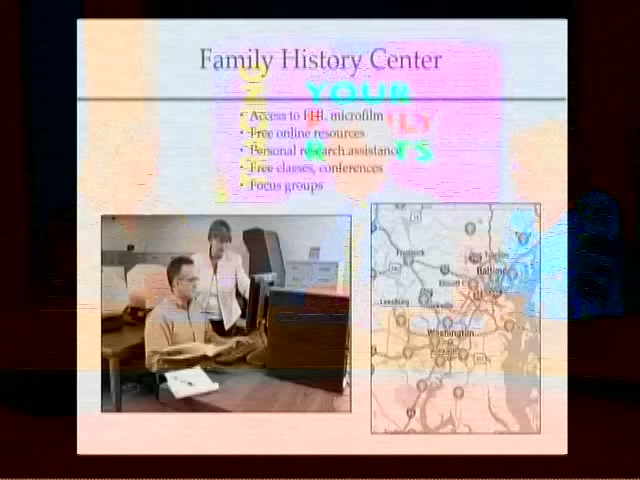 Family History Center
YOUR
• Access to FHL microfilm
• Free online resources
• Personal research assistance
• Free classes, conferences
• Focus groups
Frederick
Leesburg
Washington